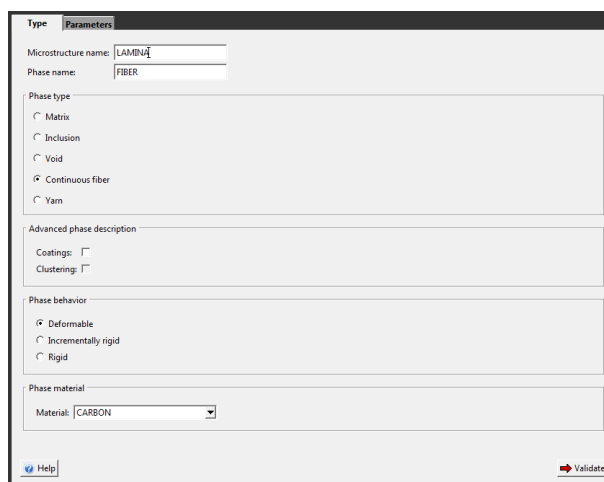 Type Parameters
Microstructure name: LAMINA
Phase name: FIBER
Phase type
Matrix
Inclusion
Void
Continuous fiber
Yarn
Advanced phase description
Coatings:
Clustering:
Phase behavior
Deformable
Incrementally rigid
Rigid
Phase material
Material: CARBON
Help Validate